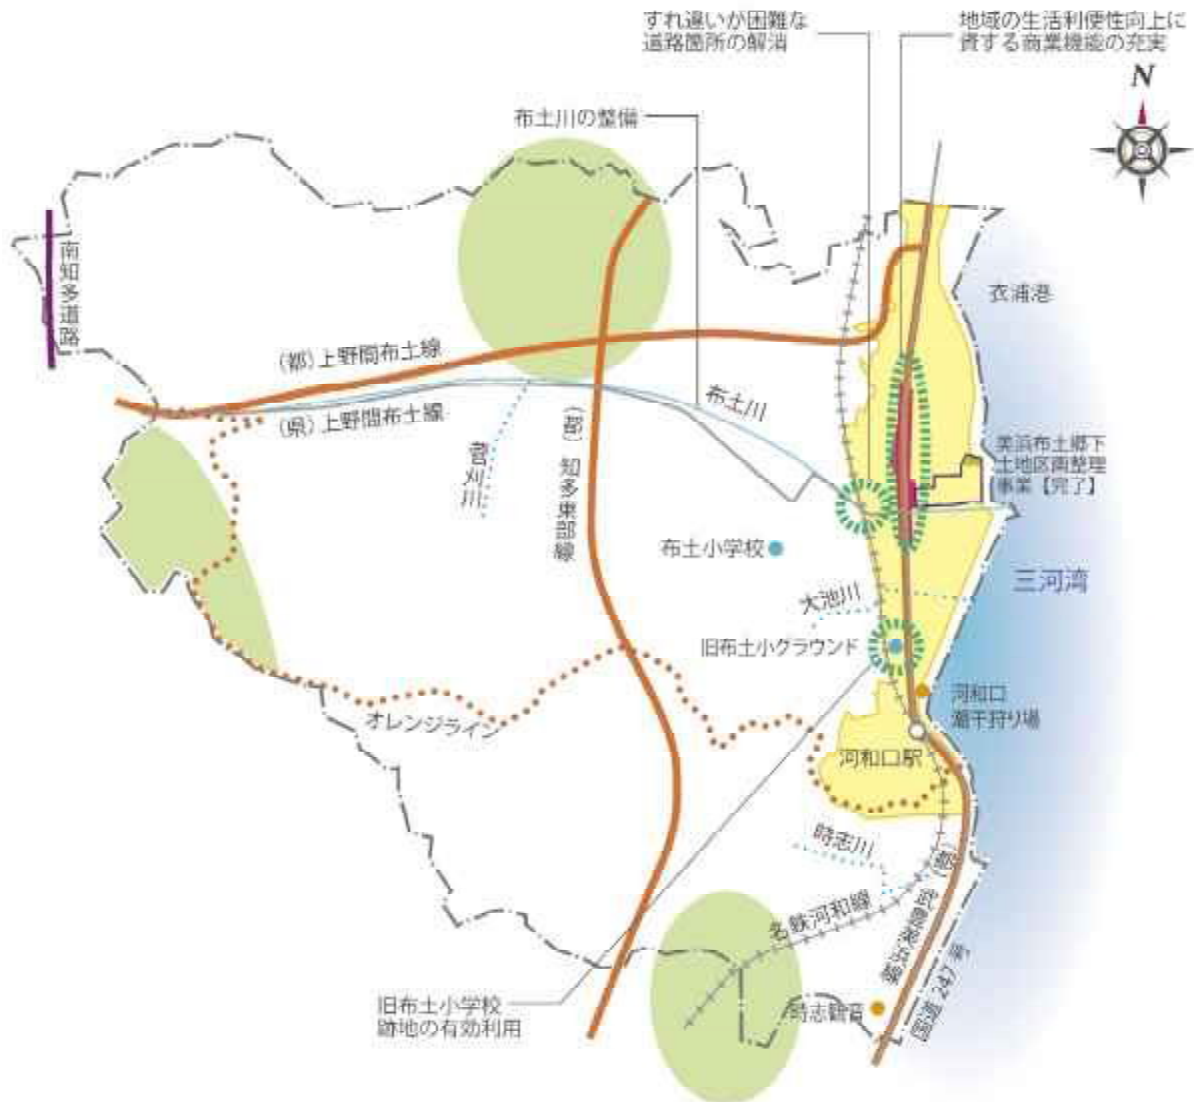 すれ違いが困難な
道路箇所の解消
地域の生活利便性向上に
資する商業機能の充実
N
布土川の整備
南知多道路
衣浦港
(都)上野間布土線
(県)上野間布土線
布土川
菅刈川
(都) 知多東部線
美浜布土郷下
土地区画整理
事業【完了】
布土小学校
三河湾
大池川
旧布土小グラウンド
河和口
潮干狩り場
オレンジライン
河和口駅
時志川
名鉄河和線
(都)
国道247号
時志観音
旧布土小学校
跡地の有効利用